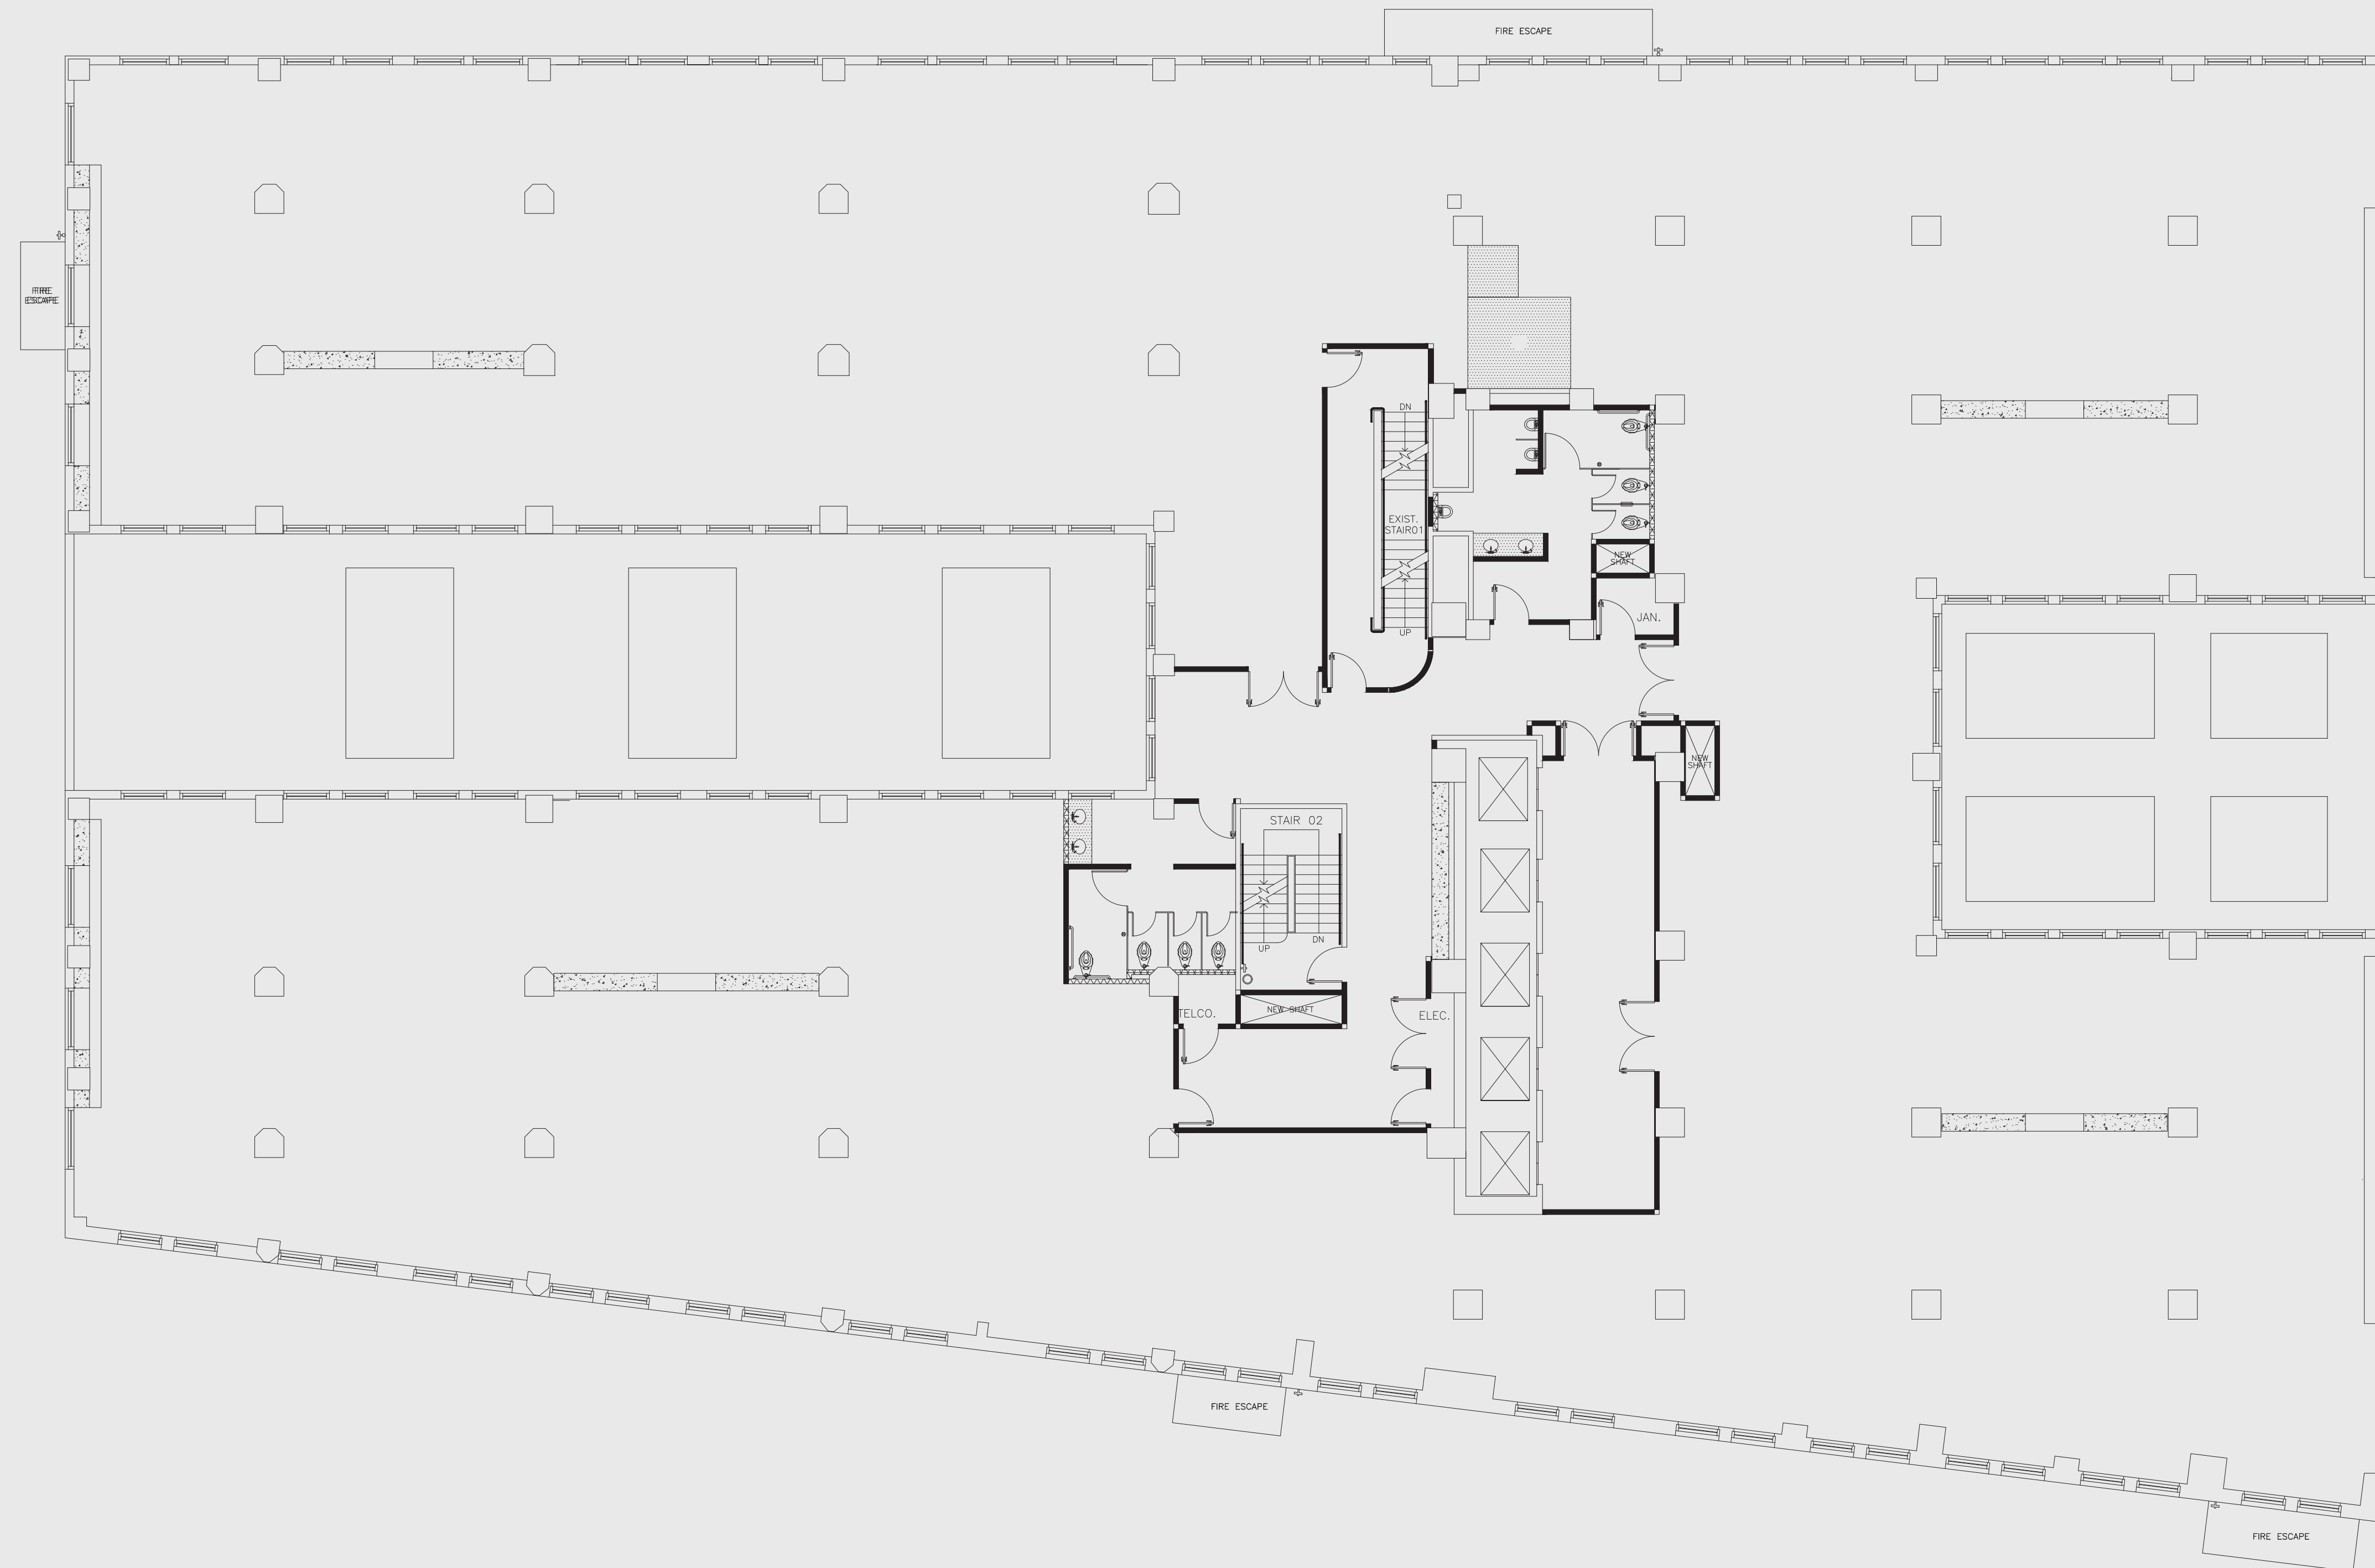 FIRE ESCAPE
FIRE
ESCAPE
DN
EXIST.
STAIR01
UP
NEW
SHAFT
JAN.
NEW
SHAFT
STAIR 02
UP
DN
TELCO.
NEW SHAFT
ELEC.
FIRE ESCAPE
FIRE ESCAPE